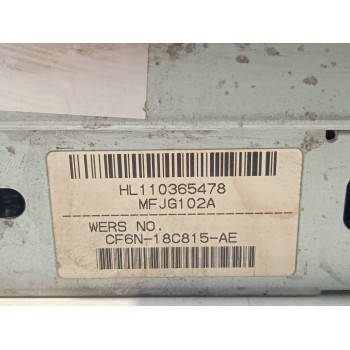 HL110365478
MFJG102A
WERS NO.
CF6N-18C815-AE